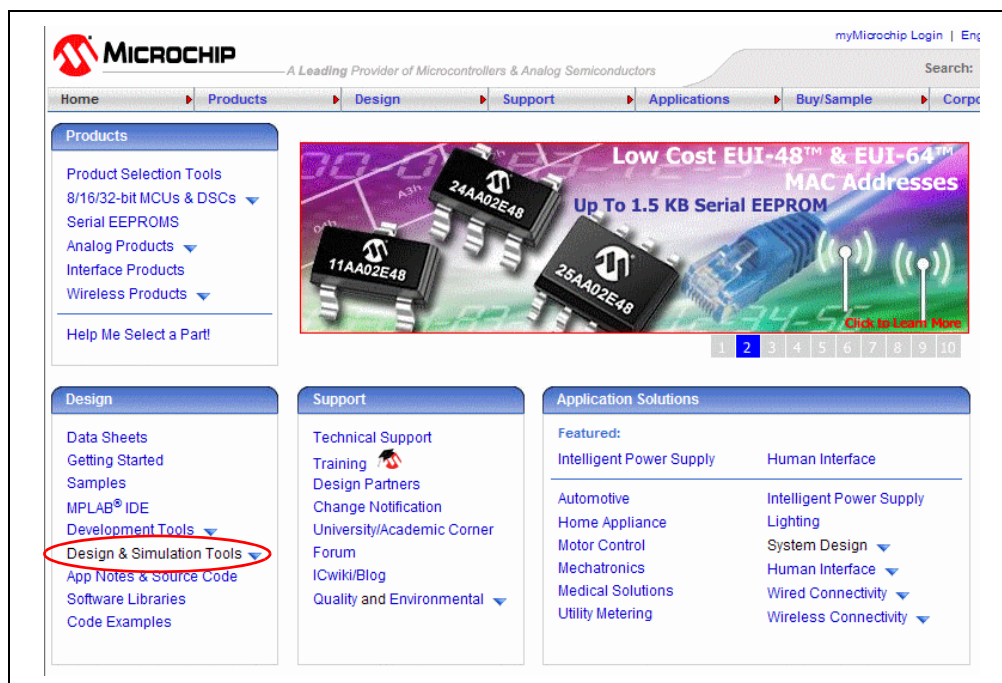 myMicrochip Login | Eng
MICROCHIP
A Leading Provider of Microcontrollers & Analog Semiconductors
Search:
Home Products Design Support Applications Buy/Sample Corpo
Products
Product Selection Tools
8/16/32-bit MCUs & DSCs
Serial EEPROMS
Analog Products
Interface Products
Wireless Products
Help Me Select a Part!
Low Cost EUI-48™ & EUI-64™
MAC Addresses
Up To 1.5 KB Serial EEPROM
24AA02E48
11AA02E48
25AA02E48
Click to Learn More
1 2 3 4 5 6 7 8 9 10
Design
Data Sheets
Getting Started
Samples
MPLAB® IDE
Development Tools
Design & Simulation Tools
App Notes & Source Code
Software Libraries
Code Examples
Support
Technical Support
Training
Design Partners
Change Notification
University/Academic Corner
Forum
ICwiki/Blog
Quality and Environmental
Application Solutions
Featured:
Intelligent Power Supply Human Interface
Automotive
Home Appliance
Motor Control
Mechatronics
Medical Solutions
Utility Metering
Intelligent Power Supply
Lighting
System Design
Human Interface
Wired Connectivity
Wireless Connectivity